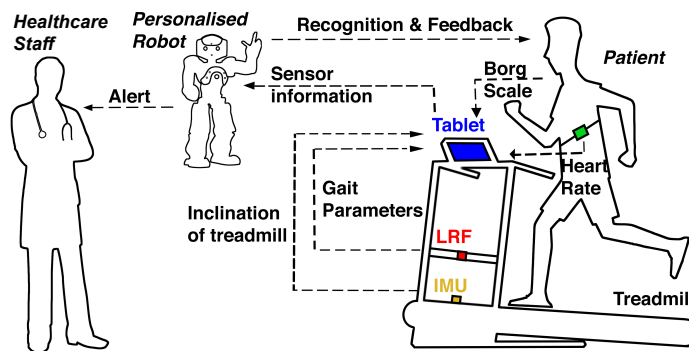 Healthcare
Staff
Personalised
Robot
Recognition & Feedback
Patient
Borg
Scale
Sensor
information
Alert
Tablet
Heart
Rate
Gait
Parameters
Inclination
of treadmill
LRF
IMU
Treadmill